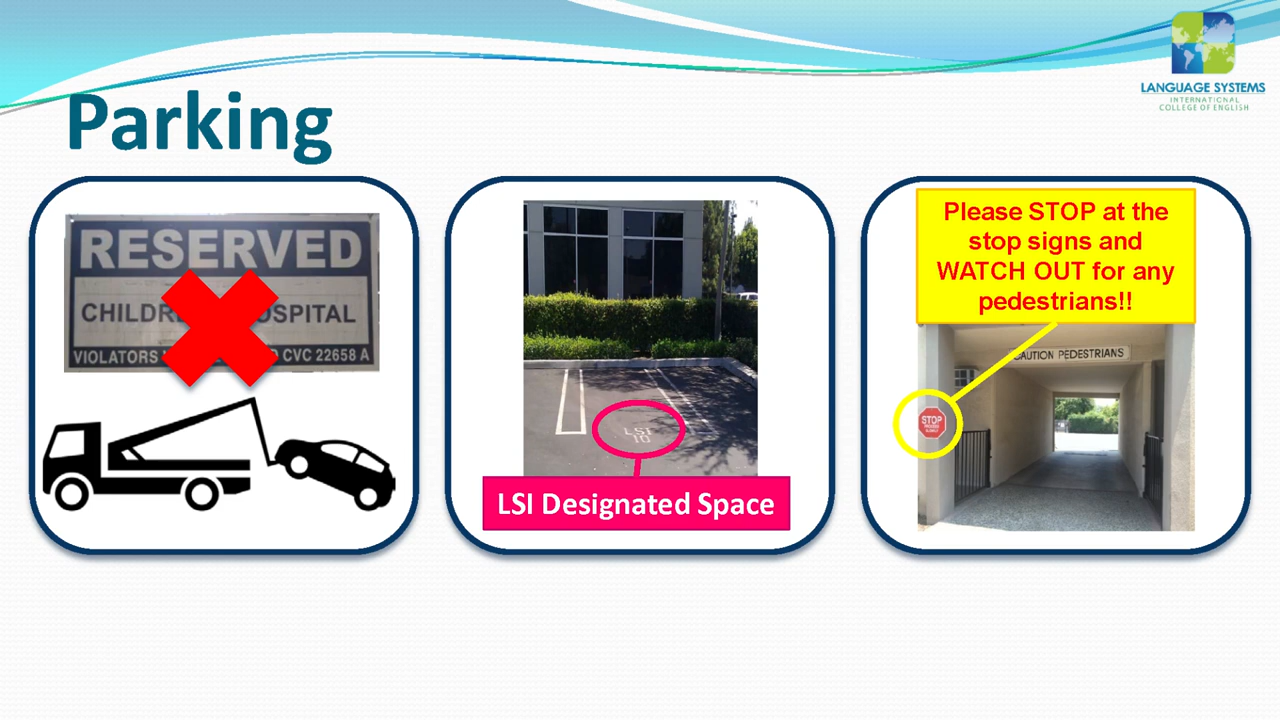 LANGUAGE SYSTEMS
INTERNATIONAL
COLLEGE OF ENGLISH
Parking
RESERVED
CHILDR OSPITAL
VIOLATORS CVC 22658 A
LSI
10
LSI Designated Space
Please STOP at the
stop signs and
WATCH OUT for any
pedestrians!!
CAUTION PEDESTRIANS
STOP